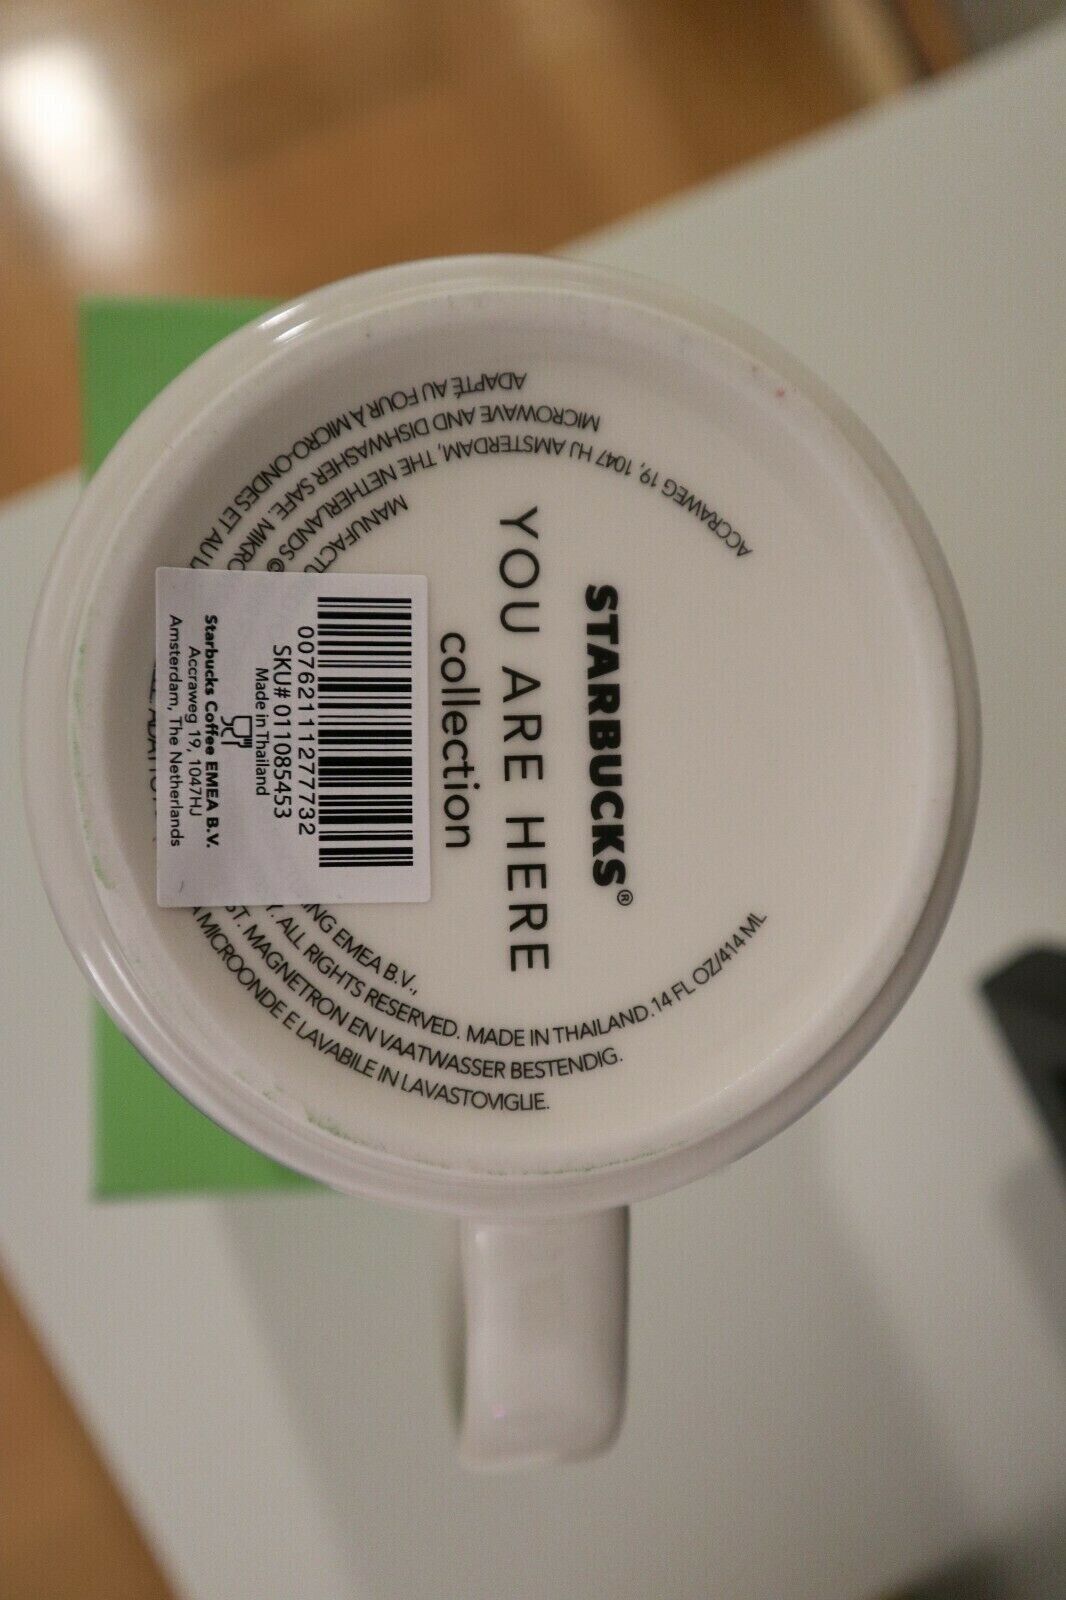 STARBUCKS®
YOU ARE HERE
collection
MANUFACTU
ING EMEA B.V.,
ACCRAWEG 19, 1047 HJ AMSTERDAM, THE NETHERLANDS ©
Y. ALL RIGHTS RESERVED. MADE IN THAILAND. 14 FL OZ/414 ML
MICROWAVE AND DISHWASHER SAFE. MIKRO
ST. MAGNETRON EN VAATWASSER BESTENDIG.
ADAPTÉ AU FOUR À MICRO-ONDES ET AU L
A MICROONDE E LAVABILE IN LAVASTOVIGLIE.
00762111277732
SKU# 011085453
Made in Thailand
Starbucks Coffee EMEA B.V.
Accraweg 19, 1047HJ
Amsterdam, The Netherlands